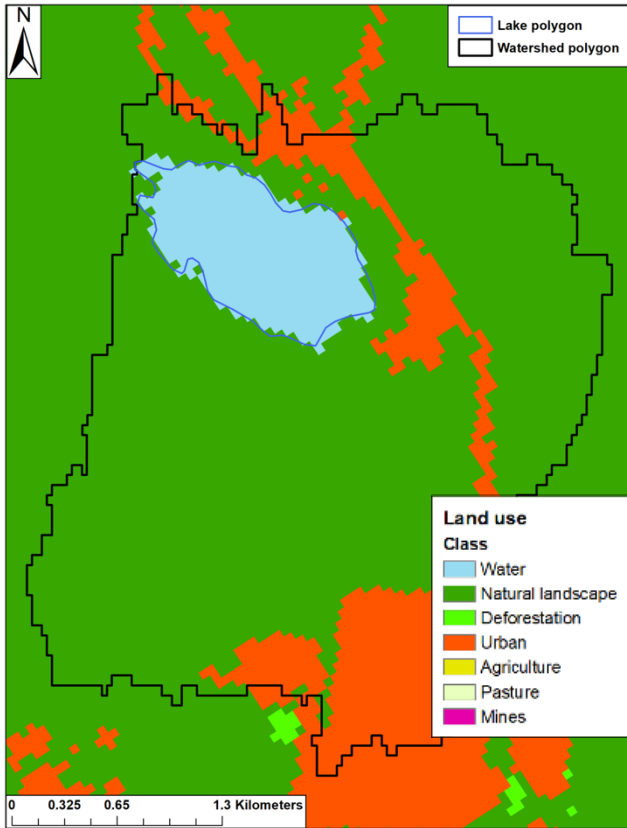 N
Lake polygon
Watershed polygon
Land use
Class
Water
Natural landscape
Deforestation
Urban
Agriculture
Pasture
Mines
0 0.325 0.65 1.3 Kilometers